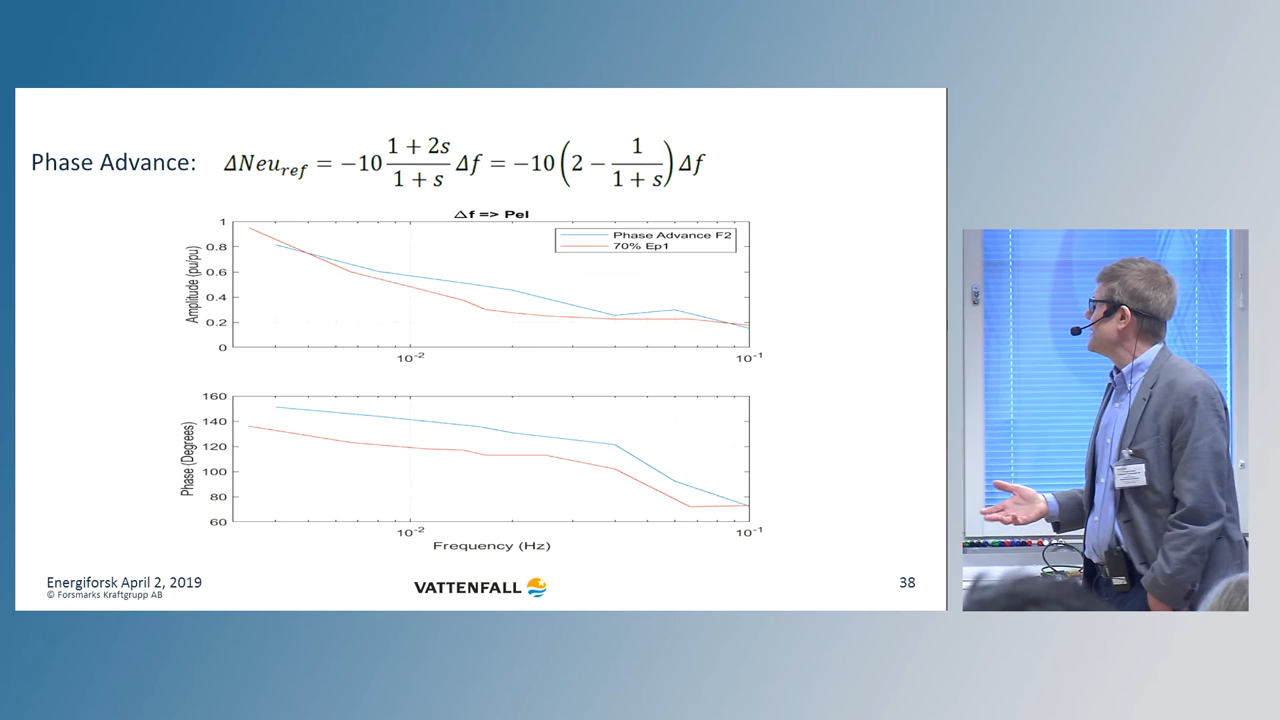 Phase Advance: ΔNeu_ref = −10 (1 + 2s)/(1 + s) Δf = −10 (2 − 1/(1 + s)) Δf
Δf => Pel
Amplitude (pu/pu)
1
0.8
0.6
0.4
0.2
0
Phase Advance F2
70% Ep1
10⁻²
10⁻¹
Phase (Degrees)
160
140
120
100
80
60
10⁻²
10⁻¹
Frequency (Hz)
Energiforsk April 2, 2019
© Forsmarks Kraftgrupp AB
VATTENFALL
38